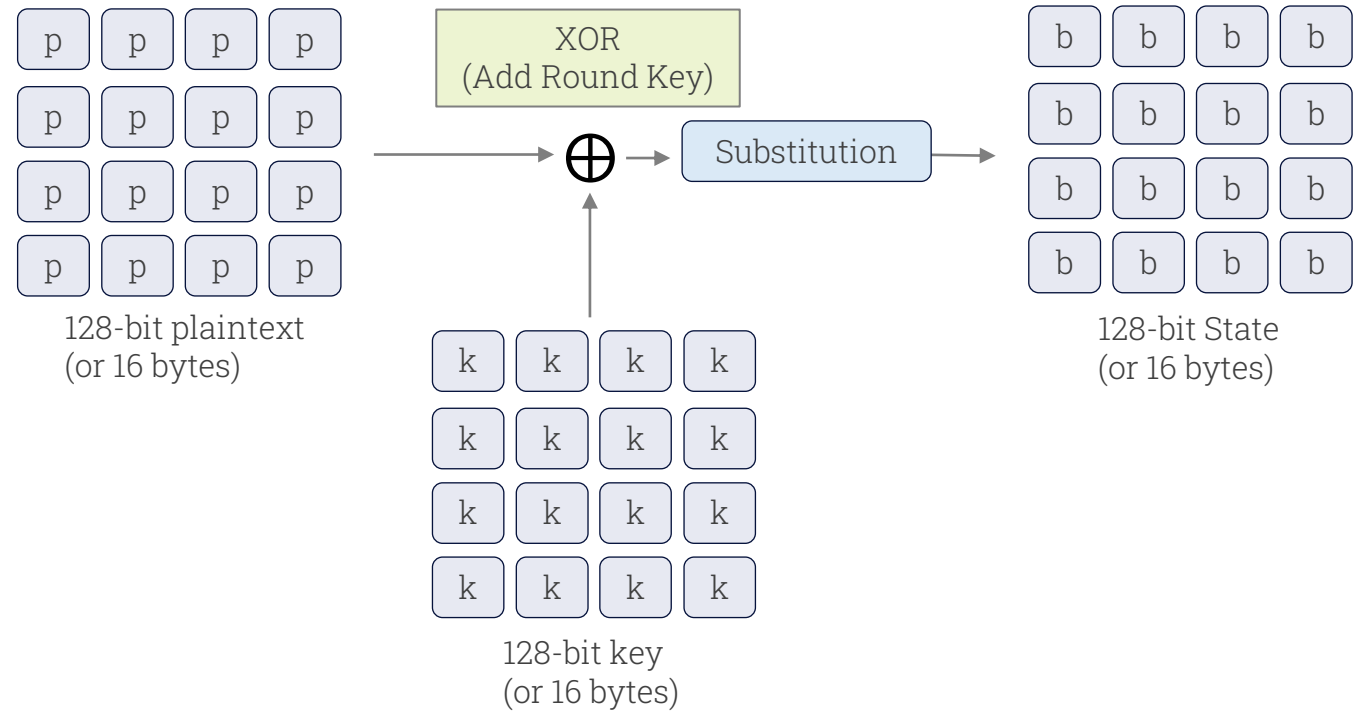 p p p p
p p p p
p p p p
p p p p
128-bit plaintext
(or 16 bytes)
XOR
(Add Round Key)
Substitution
k k k k
k k k k
k k k k
k k k k
128-bit key
(or 16 bytes)
b b b b
b b b b
b b b b
b b b b
128-bit State
(or 16 bytes)